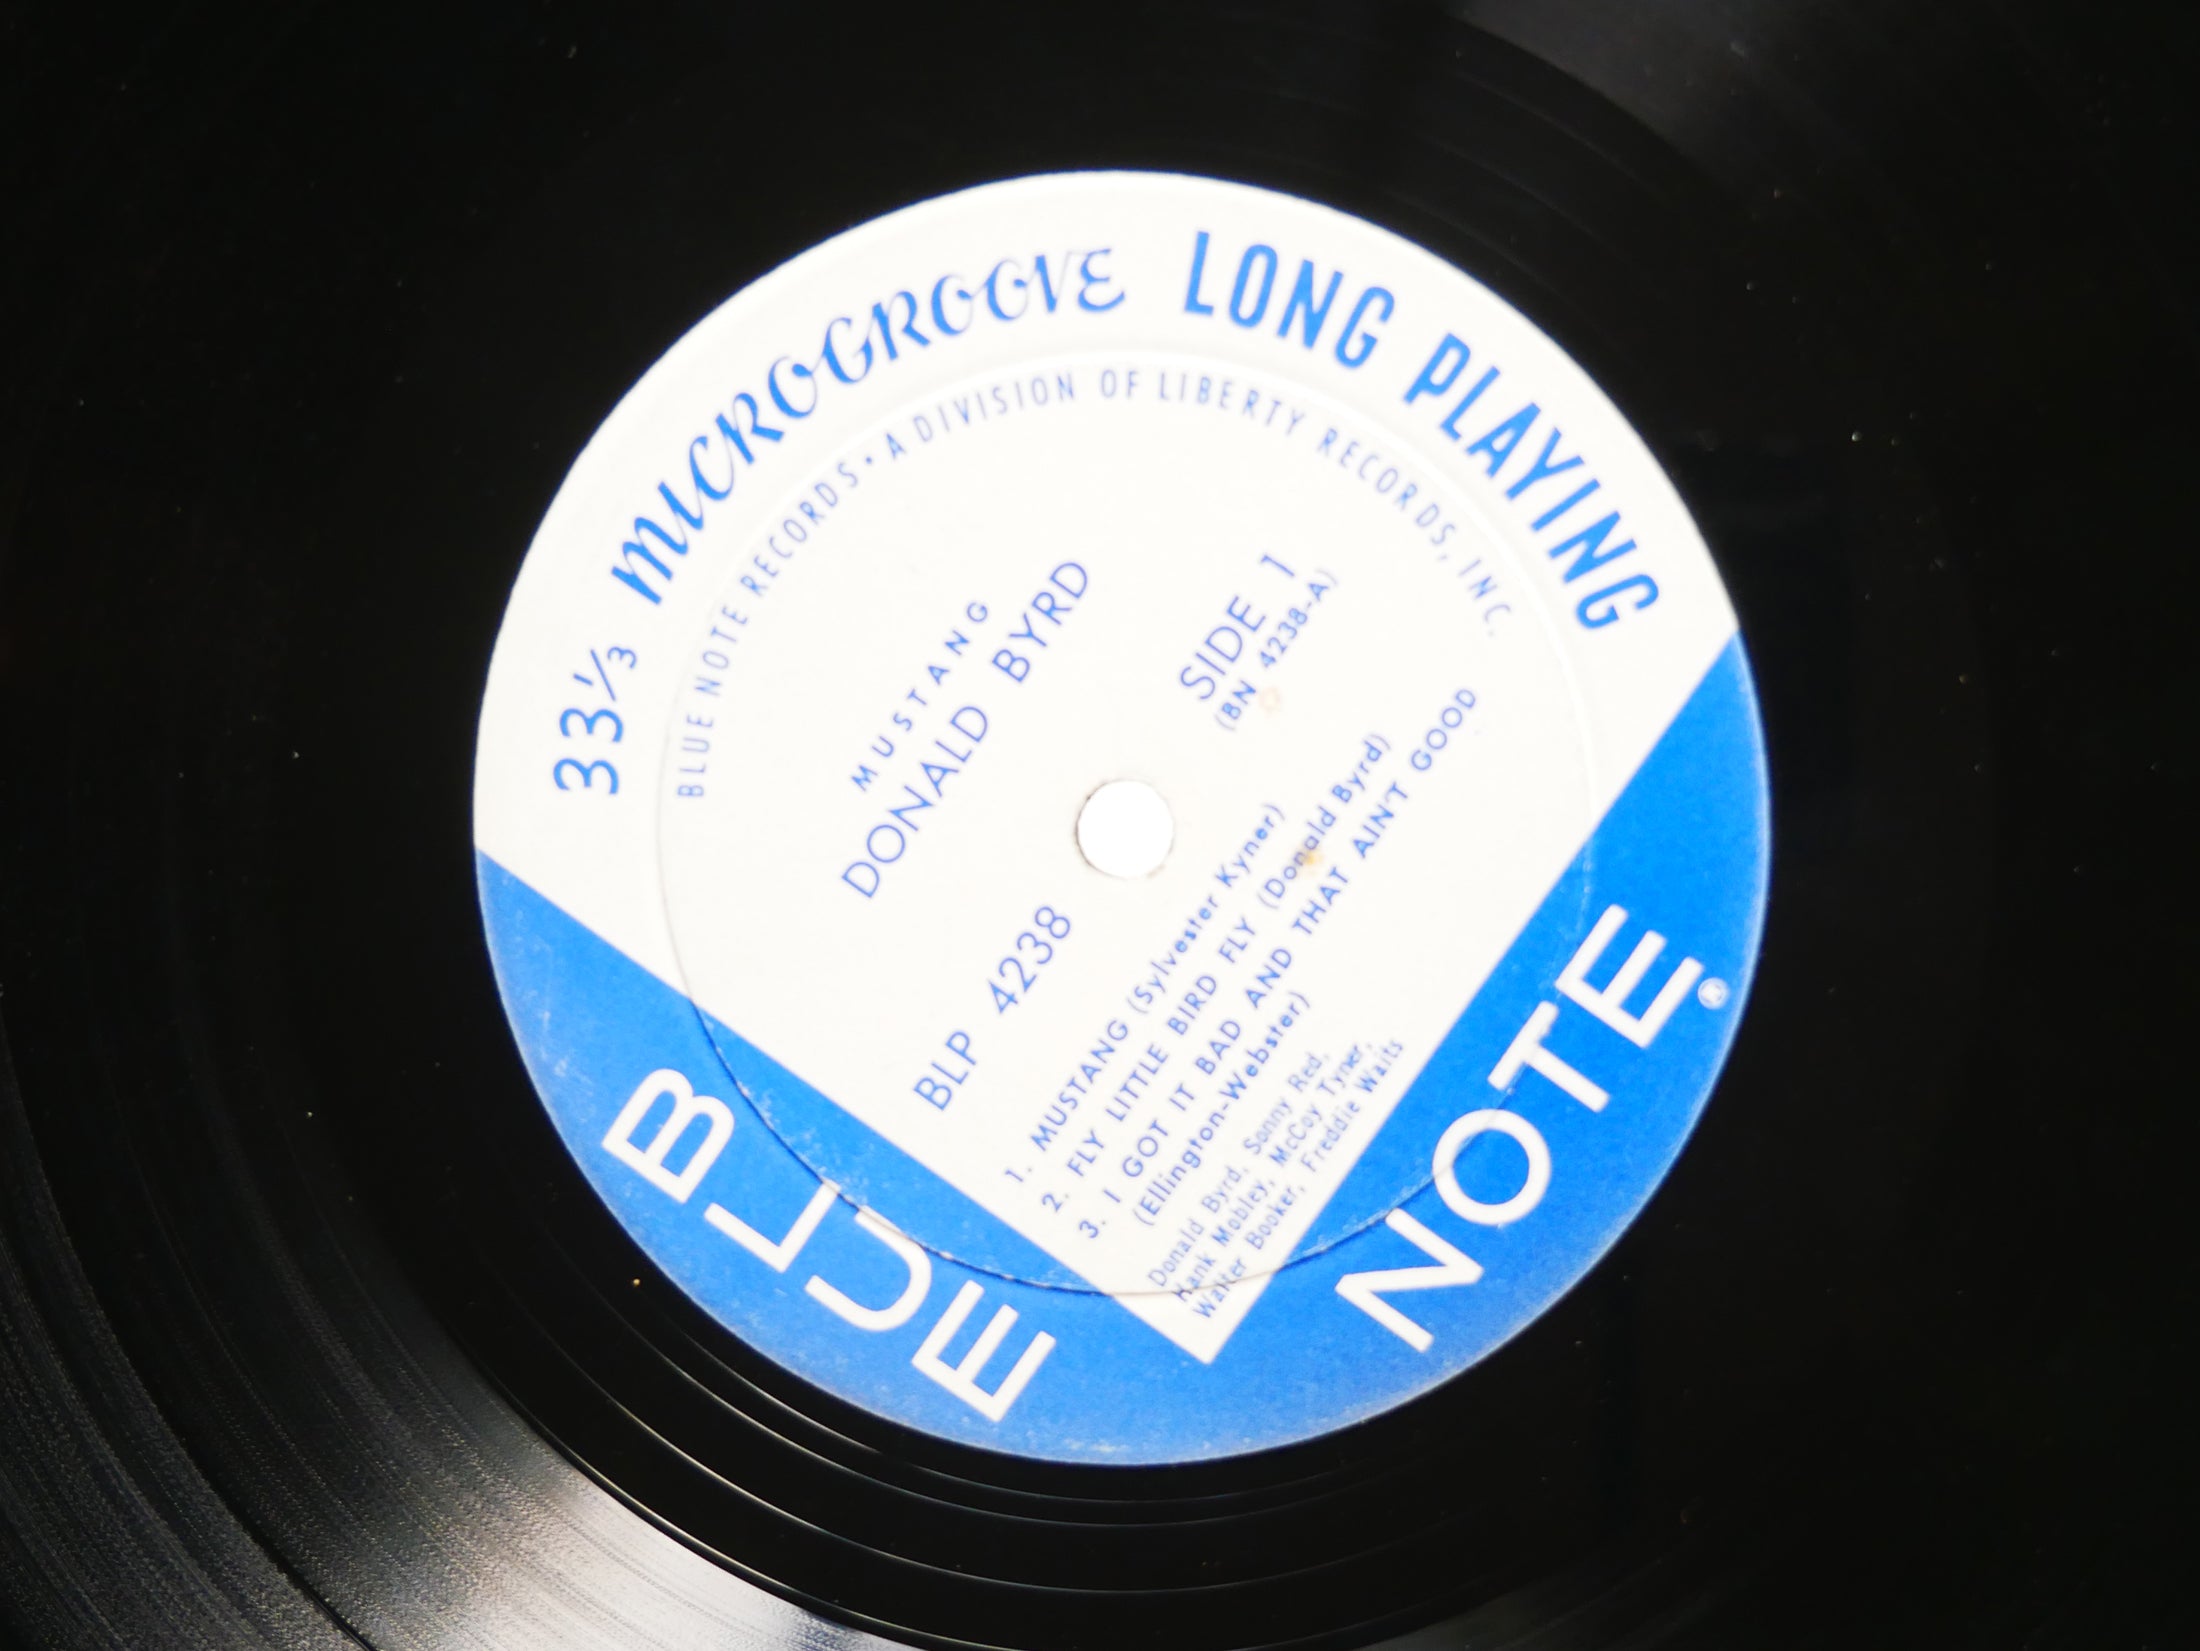 33⅓ MICROGROOVE LONG PLAYING
BLUE NOTE RECORDS • A DIVISION OF LIBERTY RECORDS, INC.
MUSTANG
DONALD BYRD
BLP 4238
SIDE 1
(BN 4238-A)
1. MUSTANG (Sylvester Kyner)
2. FLY LITTLE BIRD FLY (Donald Byrd)
3. I GOT IT BAD AND THAT AIN'T GOOD
(Ellington-Webster)
Donald Byrd, Sonny Red,
Hank Mobley, McCoy Tyner,
Walter Booker, Freddie Waits
BLUE
NOTE